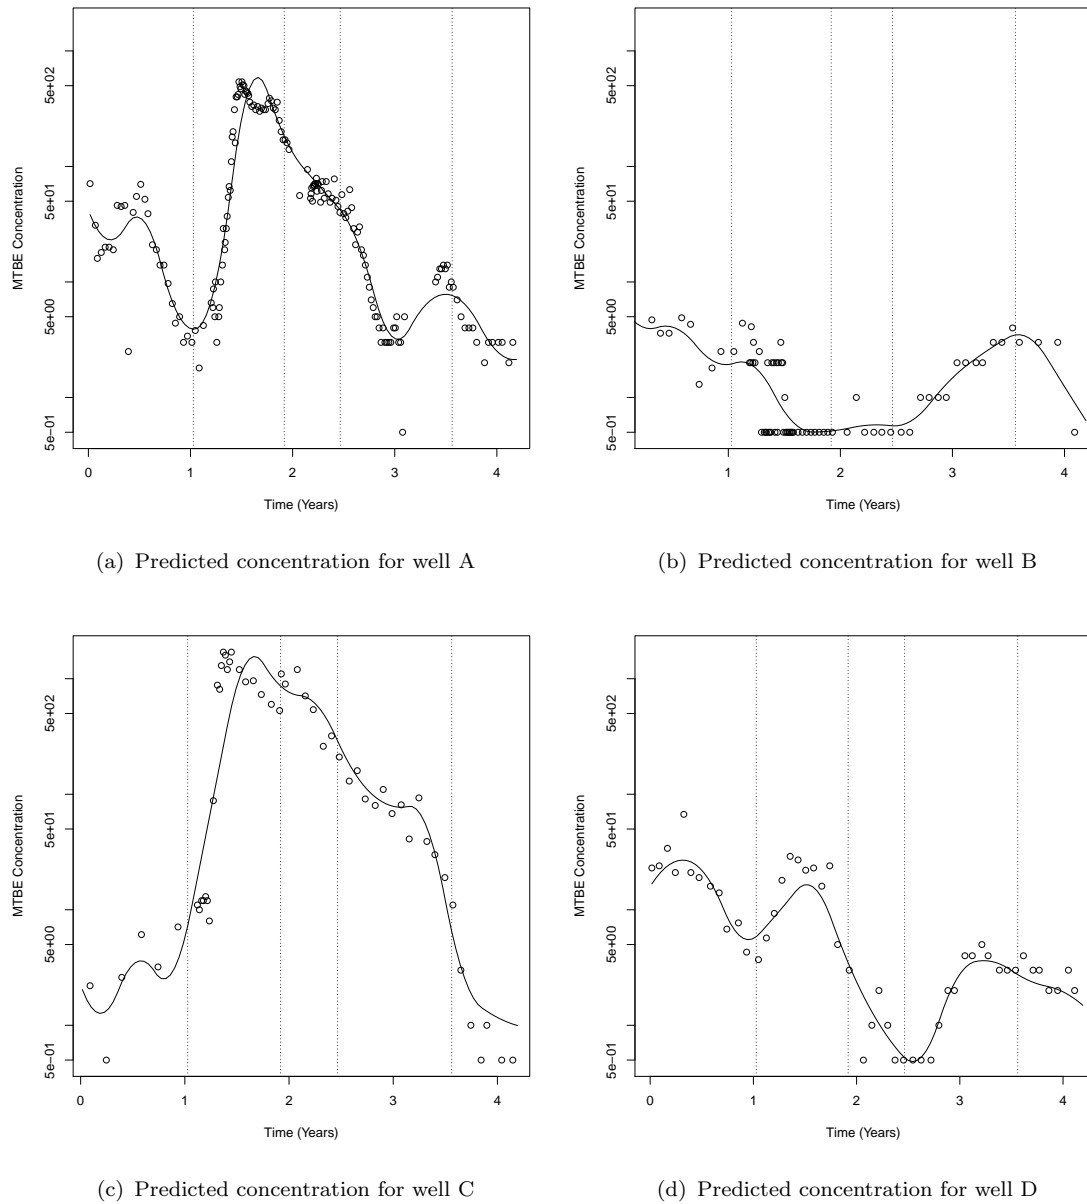 5e+02
5e+01
5e+00
5e−01
MTBE Concentration
0 1 2 3 4
Time (Years)
(a) Predicted concentration for well A
5e+02
5e+01
5e+00
5e−01
MTBE Concentration
1 2 3 4
Time (Years)
(b) Predicted concentration for well B
5e+02
5e+01
5e+00
5e−01
MTBE Concentration
0 1 2 3 4
Time (Years)
(c) Predicted concentration for well C
5e+02
5e+01
5e+00
5e−01
MTBE Concentration
0 1 2 3 4
Time (Years)
(d) Predicted concentration for well D